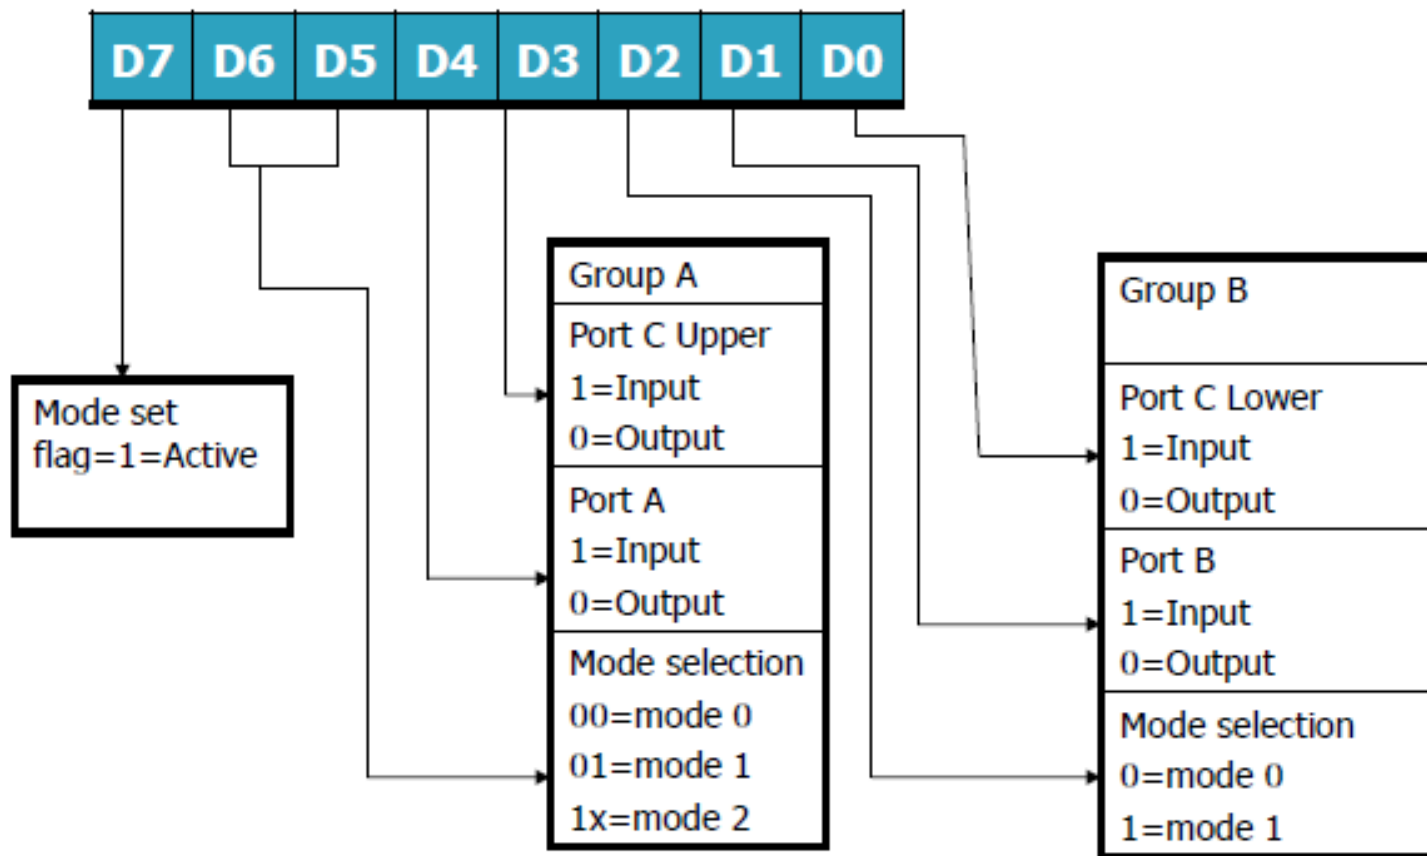 D7 D6 D5 D4 D3 D2 D1 D0
Mode set
flag=1=Active
Group A
Port C Upper
1=Input
0=Output
Port A
1=Input
0=Output
Mode selection
00=mode 0
01=mode 1
1x=mode 2
Group B
Port C Lower
1=Input
0=Output
Port B
1=Input
0=Output
Mode selection
0=mode 0
1=mode 1